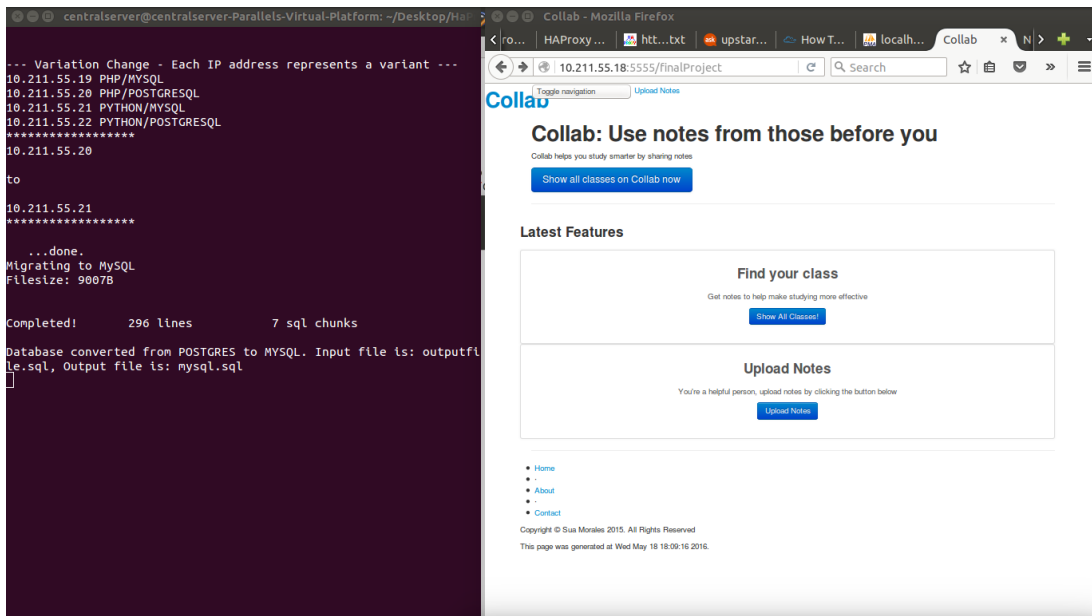 centralserver@centralserver-Parallels-Virtual-Platform: ~/Desktop/HaP
--- Variation Change - Each IP address represents a variant ---
10.211.55.19 PHP/MYSQL
10.211.55.20 PHP/POSTGRESQL
10.211.55.21 PYTHON/MYSQL
10.211.55.22 PYTHON/POSTGRESQL
******************
10.211.55.20
to
10.211.55.21
******************
...done.
Migrating to MySQL
Filesize: 9007B
Completed! 296 lines 7 sql chunks
Database converted from POSTGRES to MYSQL. Input file is: outputfi
le.sql, Output file is: mysql.sql
Collab - Mozilla Firefox
ro... HAProxy ... htt...txt upstar... How T... localh... Collab × N
10.211.55.18:5555/finalProject Search
Toggle navigation Upload Notes
Collab
Collab: Use notes from those before you
Collab helps you study smarter by sharing notes
Show all classes on Collab now
Latest Features
Find your class
Get notes to help make studying more effective
Show All Classes!
Upload Notes
You're a helpful person, upload notes by clicking the button below
Upload Notes
• Home
• ·
• About
• ·
• Contact
Copyright © Sua Morales 2015. All Rights Reserved
This page was generated at Wed May 18 18:09:16 2016.